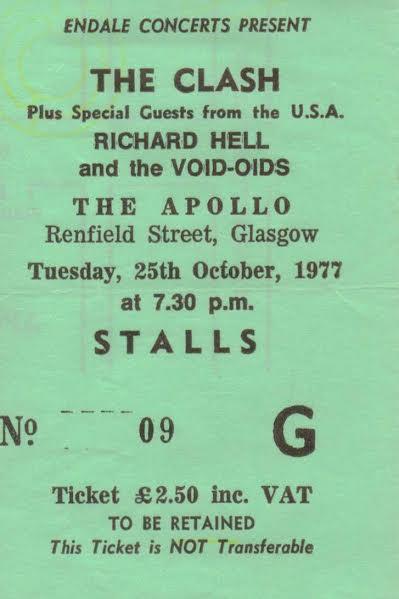 ENDALE CONCERTS PRESENT
THE CLASH
Plus Special Guests from the U.S.A.
RICHARD HELL
and the VOID-OIDS
THE APOLLO
Renfield Street, Glasgow
Tuesday, 25th October, 1977
at 7.30 p.m.
STALLS
Nº 09 G
Ticket £2.50 inc. VAT
TO BE RETAINED
This Ticket is NOT Transferable